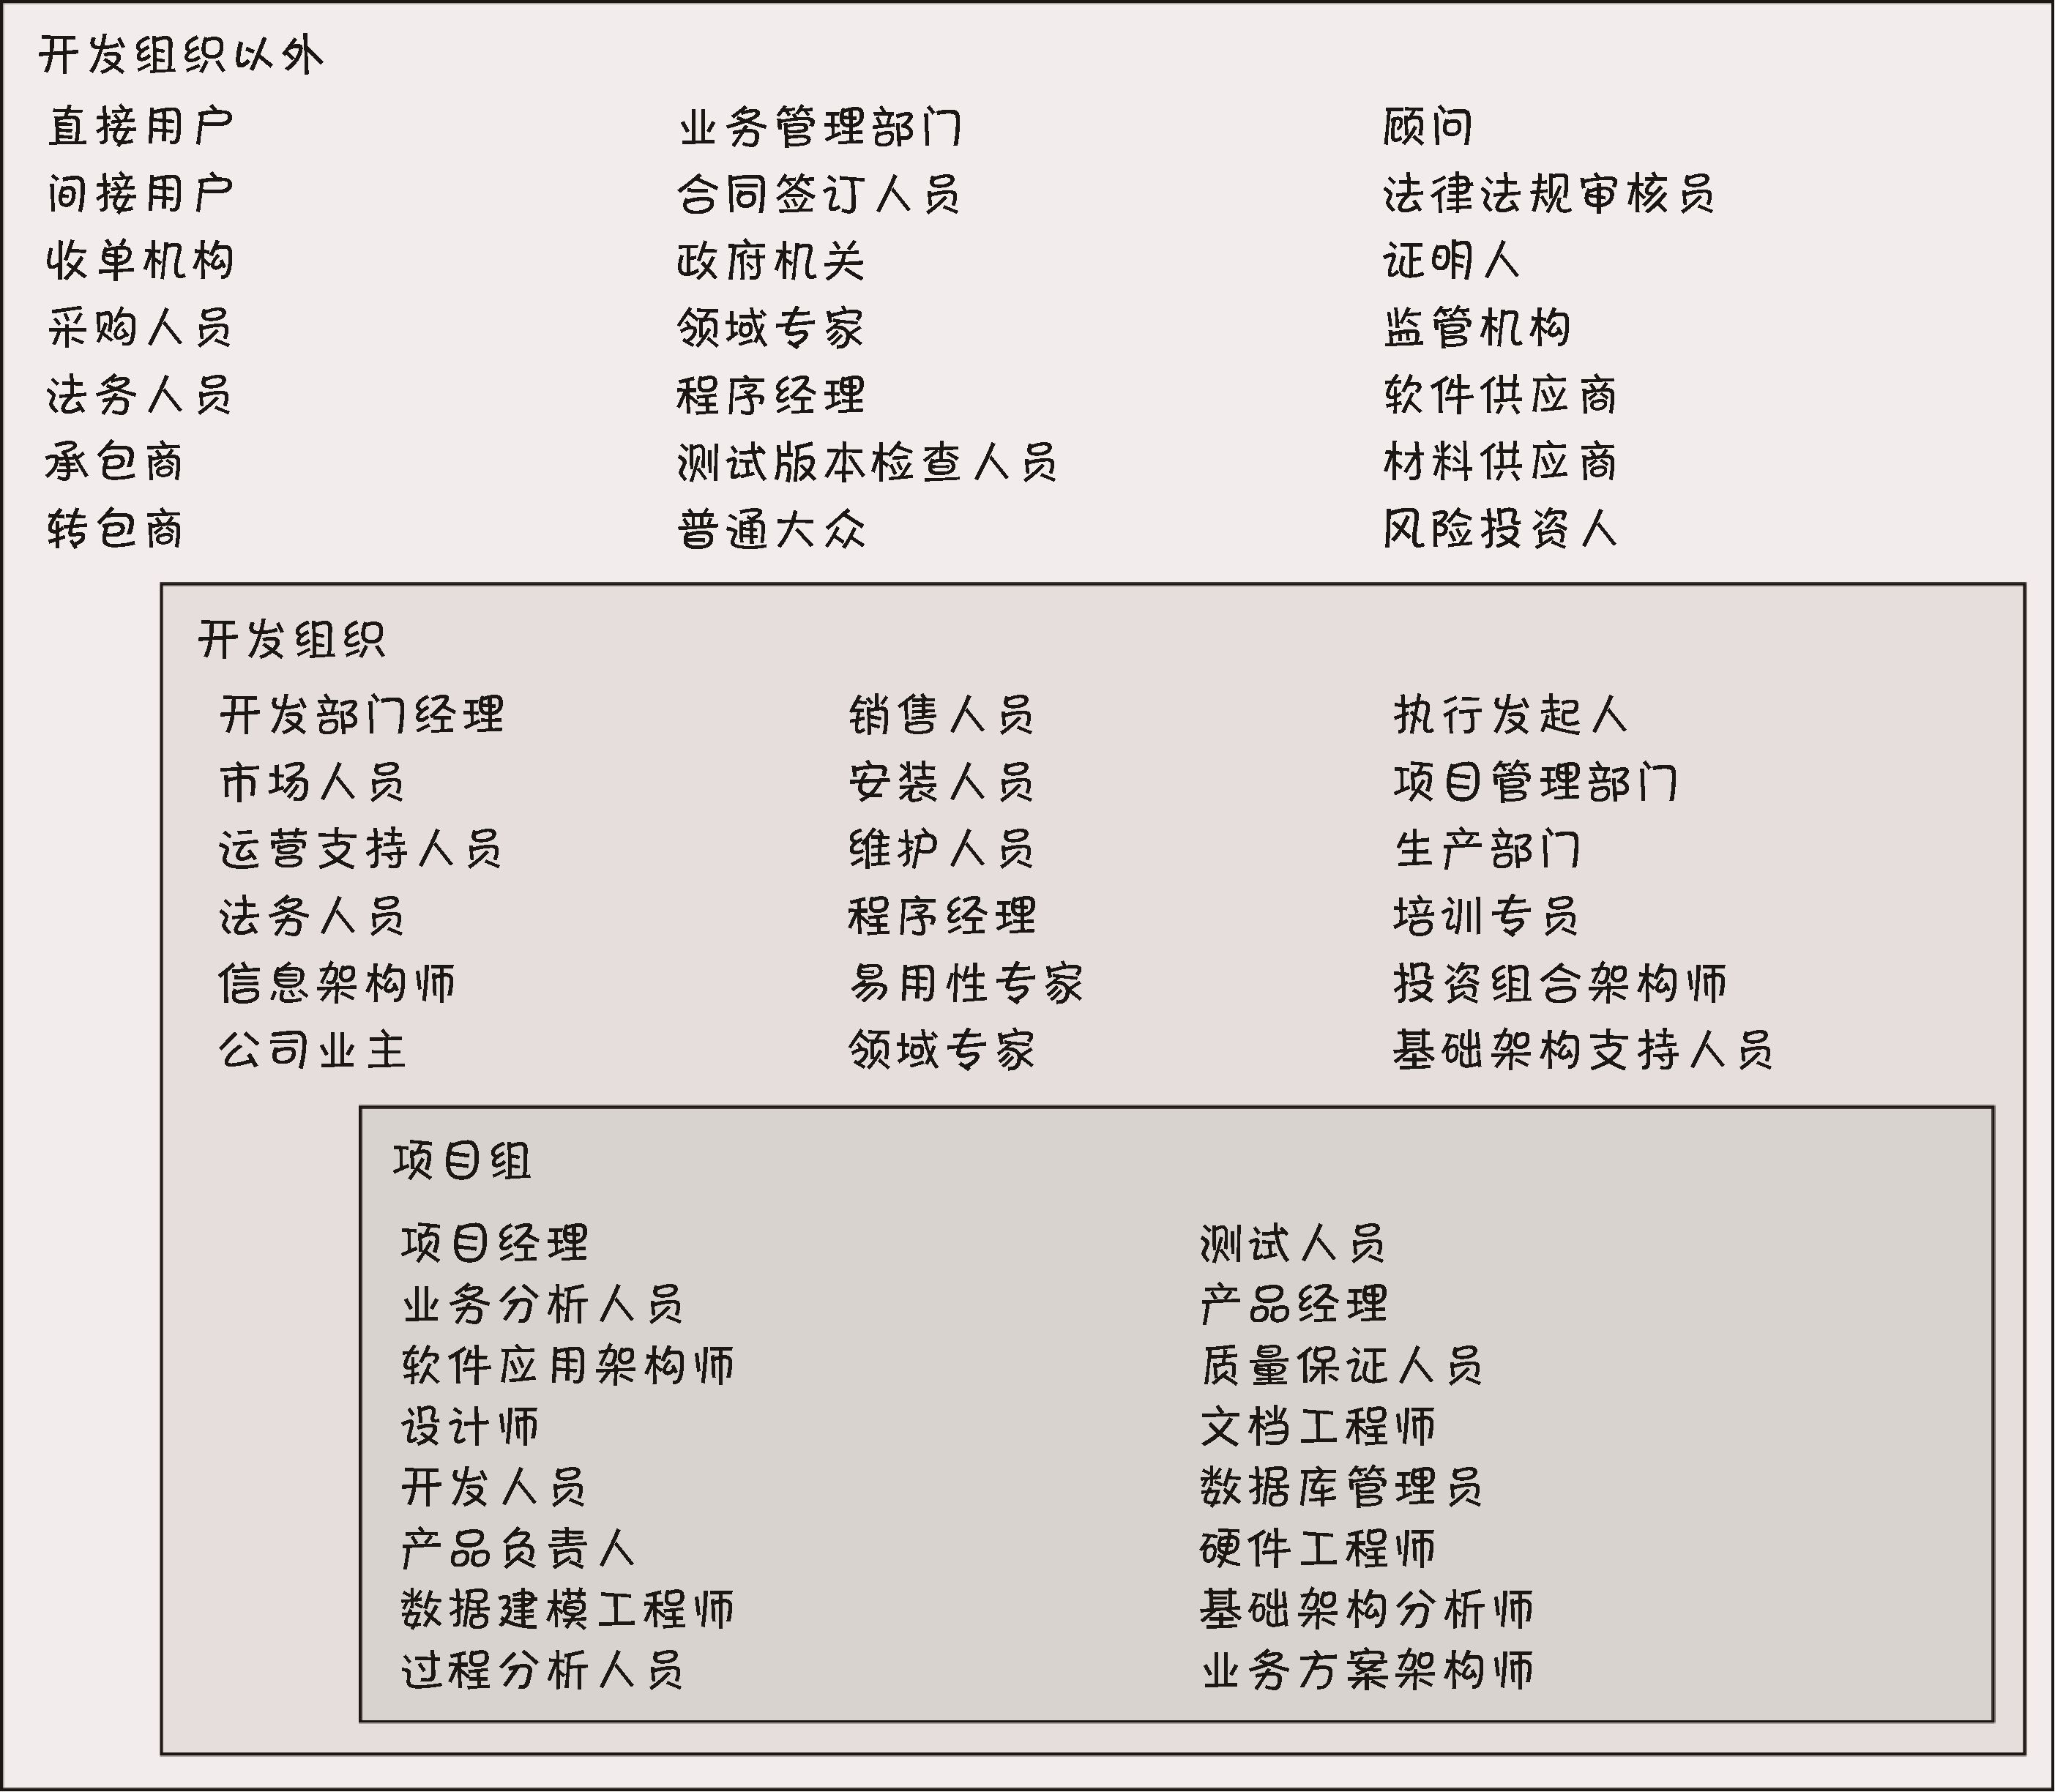 开发组织以外
直接用户 业务管理部门 顾问
间接用户 合同签订人员 法律法规审核员
收单机构 政府机关 证明人
采购人员 领域专家 监管机构
法务人员 程序经理 软件供应商
承包商 测试版本检查人员 材料供应商
转包商 普通大众 风险投资人
开发组织
开发部门经理 销售人员 执行发起人
市场人员 安装人员 项目管理部门
运营支持人员 维护人员 生产部门
法务人员 程序经理 培训专员
信息架构师 易用性专家 投资组合架构师
公司业主 领域专家 基础架构支持人员
项目组
项目经理 测试人员
业务分析人员 产品经理
软件应用架构师 质量保证人员
设计师 文档工程师
开发人员 数据库管理员
产品负责人 硬件工程师
数据建模工程师 基础架构分析师
过程分析人员 业务方案架构师